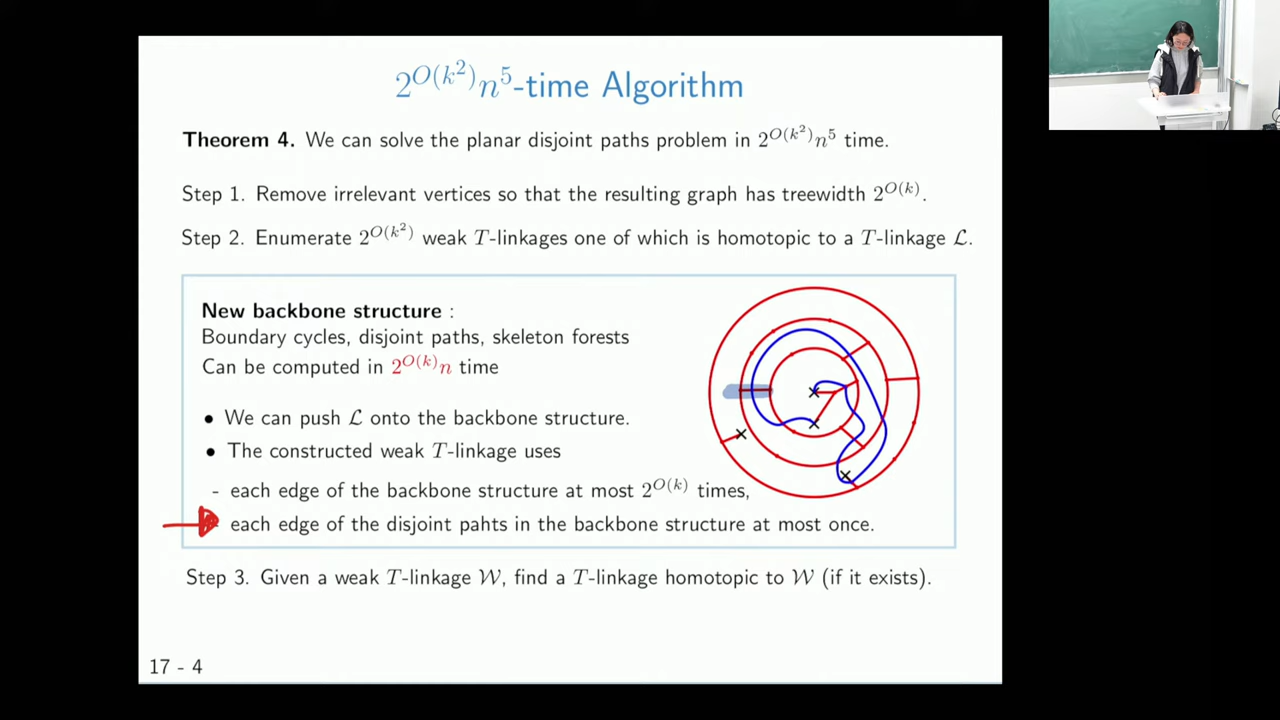 2^{O(k^2)}n^5-time Algorithm
Theorem 4. We can solve the planar disjoint paths problem in 2^{O(k^2)}n^5 time.
Step 1. Remove irrelevant vertices so that the resulting graph has treewidth 2^{O(k)}.
Step 2. Enumerate 2^{O(k^2)} weak T-linkages one of which is homotopic to a T-linkage ℒ.
New backbone structure :
Boundary cycles, disjoint paths, skeleton forests
Can be computed in 2^{O(k)}n time
• We can push ℒ onto the backbone structure.
• The constructed weak T-linkage uses
- each edge of the backbone structure at most 2^{O(k)} times,
each edge of the disjoint pahts in the backbone structure at most once.
Step 3. Given a weak T-linkage 𝒲, find a T-linkage homotopic to 𝒲 (if it exists).
17 - 4